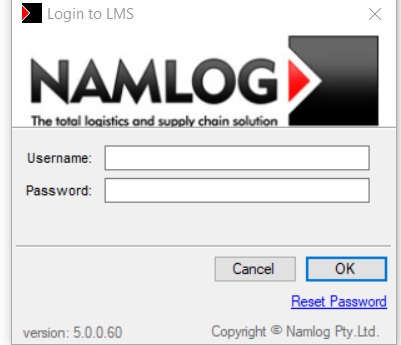 Login to LMS
NAMLOG
The total logistics and supply chain solution
Username:
Password:
Cancel OK
Reset Password
version: 5.0.0.60 Copyright © Namlog Pty.Ltd.